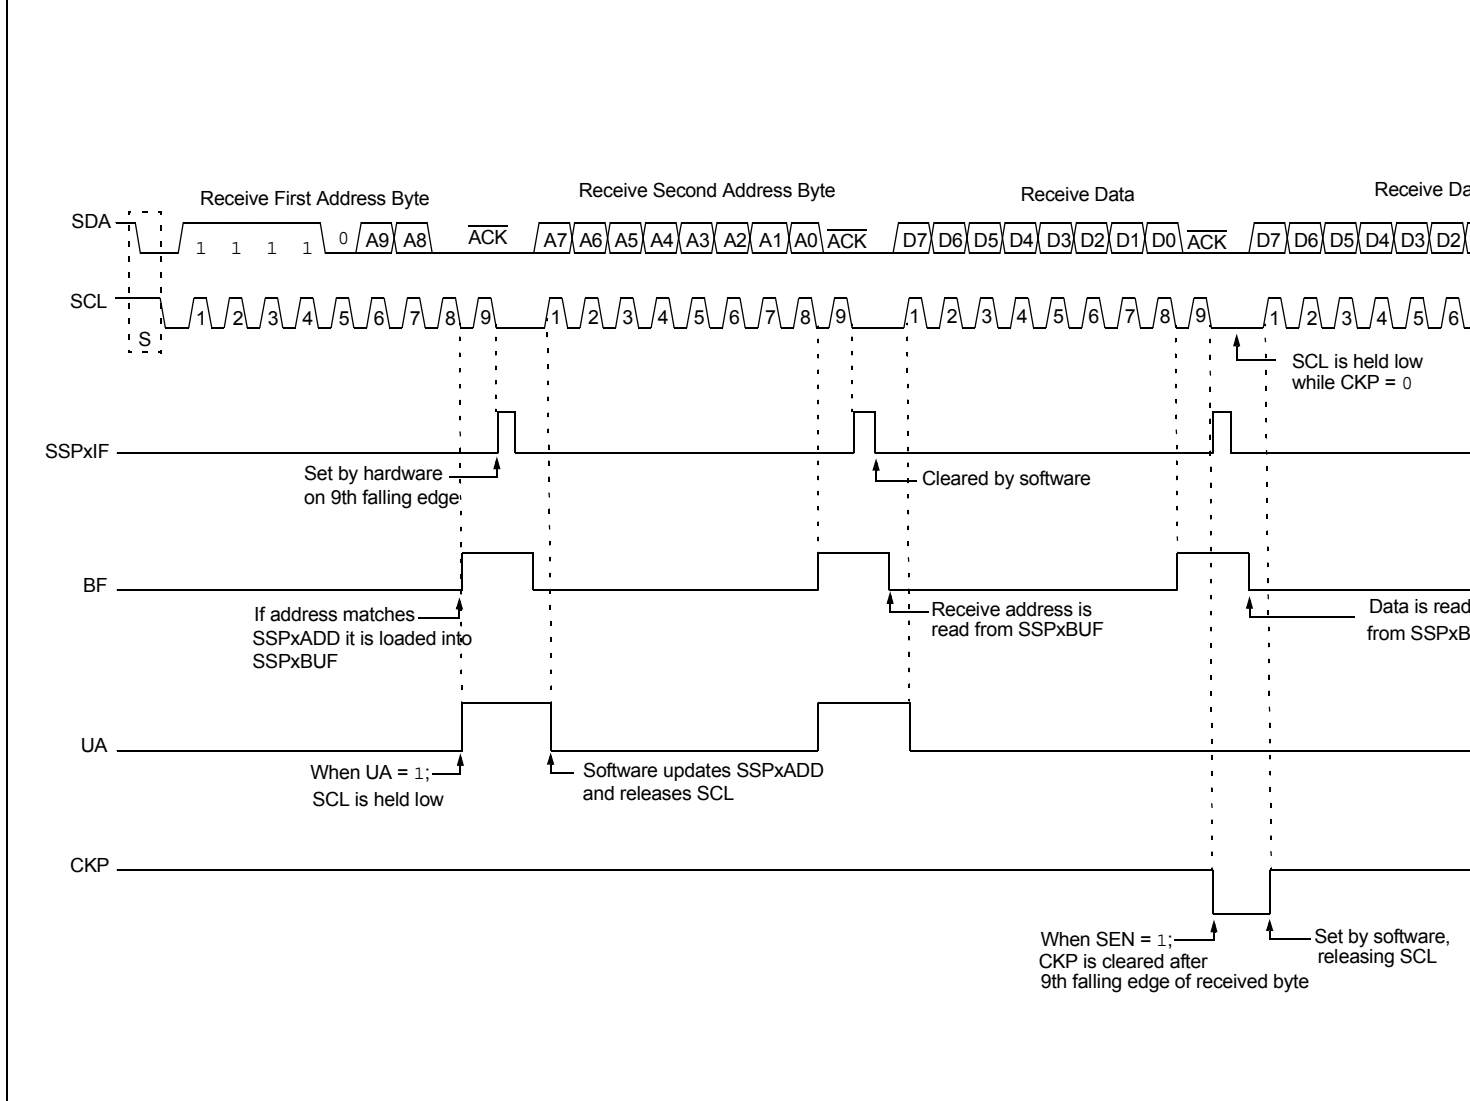 Receive First Address Byte
Receive Second Address Byte
Receive Data
Receive Da
SDA
1 1 1 1 0 A9 A8 ACK A7 A6 A5 A4 A3 A2 A1 A0 ACK D7 D6 D5 D4 D3 D2 D1 D0 ACK D7 D6 D5 D4 D3 D2
SCL
S
1 2 3 4 5 6 7 8 9 1 2 3 4 5 6 7 8 9 1 2 3 4 5 6 7 8 9 1 2 3 4 5 6
SCL is held low
while CKP = 0
SSPxIF
Set by hardware
on 9th falling edge
Cleared by software
BF
If address matches
SSPxADD it is loaded into
SSPxBUF
Receive address is
read from SSPxBUF
Data is read
from SSPxB
UA
When UA = 1;
SCL is held low
Software updates SSPxADD
and releases SCL
CKP
When SEN = 1;
CKP is cleared after
9th falling edge of received byte
Set by software,
releasing SCL